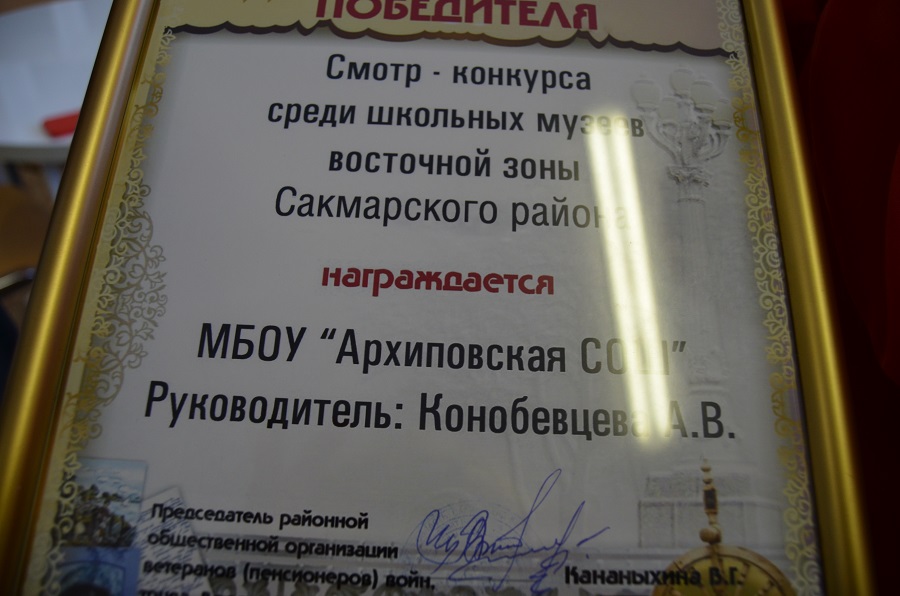 ПОБЕДИТЕЛЯ
Смотр - конкурса
среди школьных музеев
восточной зоны
Сакмарского района
награждается
МБОУ "Архиповская СОШ"
Руководитель: Конобевцева А.В.
Председатель районной
общественной организации
ветеранов (пенсионеров) войн,
Кананыхина В.Г.